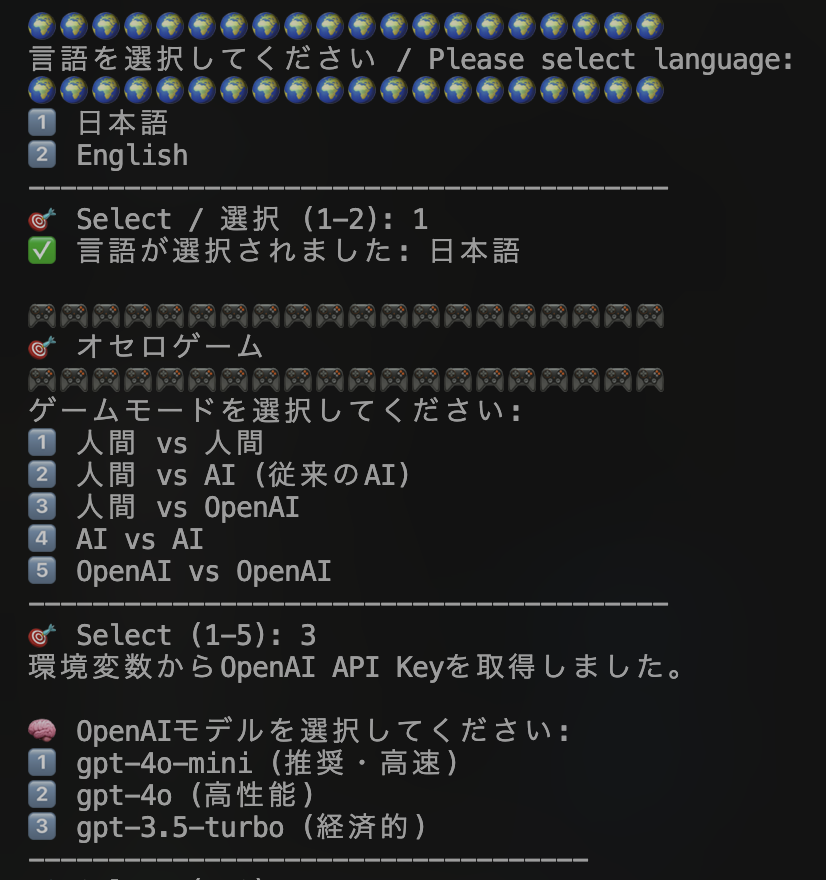 🌍🌍🌍🌍🌍🌍🌍🌍🌍🌍🌍🌍🌍🌍🌍🌍🌍🌍🌍🌍
言語を選択してください / Please select language:
🌍🌍🌍🌍🌍🌍🌍🌍🌍🌍🌍🌍🌍🌍🌍🌍🌍🌍🌍🌍
1️⃣ 日本語
2️⃣ English
----------------------------------------
🎯 Select / 選択 (1-2): 1
✅ 言語が選択されました: 日本語
🎮🎮🎮🎮🎮🎮🎮🎮🎮🎮🎮🎮🎮🎮🎮🎮🎮🎮🎮🎮
🎯 オセロゲーム
🎮🎮🎮🎮🎮🎮🎮🎮🎮🎮🎮🎮🎮🎮🎮🎮🎮🎮🎮🎮
ゲームモードを選択してください:
1️⃣ 人間 vs 人間
2️⃣ 人間 vs AI (従来のAI)
3️⃣ 人間 vs OpenAI
4️⃣ AI vs AI
5️⃣ OpenAI vs OpenAI
----------------------------------------
🎯 Select (1-5): 3
環境変数からOpenAI API Keyを取得しました。
🧠 OpenAIモデルを選択してください:
1️⃣ gpt-4o-mini (推奨・高速)
2️⃣ gpt-4o (高性能)
3️⃣ gpt-3.5-turbo (経済的)
-----------------------------------